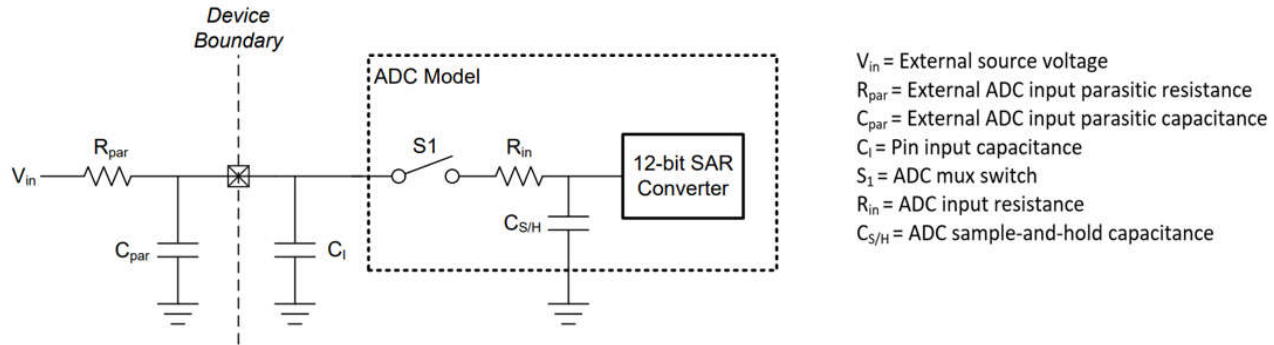 Device
Boundary
ADC Model
V_in = External source voltage
R_par = External ADC input parasitic resistance
C_par = External ADC input parasitic capacitance
C_I = Pin input capacitance
S_1 = ADC mux switch
R_in = ADC input resistance
C_S/H = ADC sample-and-hold capacitance
R_par
S1
R_in
V_in
12-bit SAR
Converter
C_par
C_I
C_S/H